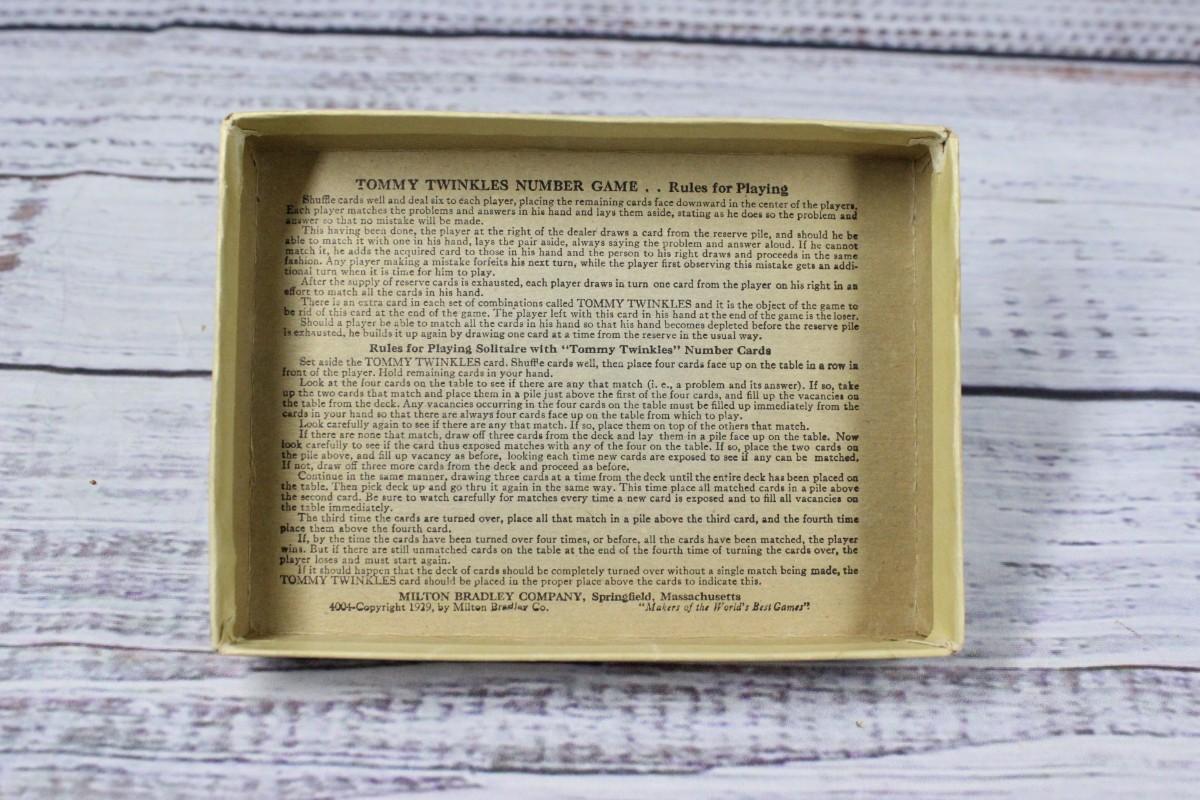 TOMMY TWINKLES NUMBER GAME . . Rules for Playing
Shuffle cards well and deal six to each player, placing the remaining cards face downward in the center of the players.
Each player matches the problems and answers in his hand and lays them aside, stating as he does so the problem and
answer so that no mistake will be made.
This having been done, the player at the right of the dealer draws a card from the reserve pile, and should he be
able to match it with one in his hand, lays the pair aside, always saying the problem and answer aloud. If he cannot
match it, he adds the acquired card to those in his hand and the person to his right draws and proceeds in the same
fashion. Any player making a mistake forfeits his next turn, while the player first observing this mistake gets an addi-
tional turn when it is time for him to play.
After the supply of reserve cards is exhausted, each player draws in turn one card from the player on his right in an
effort to match all the cards in his hand.
There is an extra card in each set of combinations called TOMMY TWINKLES and it is the object of the game to
be rid of this card at the end of the game. The player left with this card in his hand at the end of the game is the loser.
Should a player be able to match all the cards in his hand so that his hand becomes depleted before the reserve pile
is exhausted, he builds it up again by drawing one card at a time from the reserve in the usual way.
Rules for Playing Solitaire with "Tommy Twinkles" Number Cards
Set aside the TOMMY TWINKLES card. Shuffle cards well, then place four cards face up on the table in a row in
front of the player. Hold remaining cards in your hand.
Look at the four cards on the table to see if there are any that match (i. e., a problem and its answer). If so, take
up the two cards that match and place them in a pile just above the first of the four cards, and fill up the vacancies on
the table from the deck. Any vacancies occurring in the four cards on the table must be filled up immediately from the
cards in your hand so that there are always four cards face up on the table from which to play.
Look carefully again to see if there are any that match. If so, place them on top of the others that match.
If there are none that match, draw off three cards from the deck and lay them in a pile face up on the table. Now
look carefully to see if the card thus exposed matches with any of the four on the table. If so, place the two cards on
the pile above, and fill up vacancy as before, looking each time new cards are exposed to see if any can be matched.
If not, draw off three more cards from the deck and proceed as before.
Continue in the same manner, drawing three cards at a time from the deck until the entire deck has been placed on
the table. Then pick deck up and go thru it again in the same way. This time place all matched cards in a pile above
the second card. Be sure to watch carefully for matches every time a new card is exposed and to fill all vacancies on
the table immediately.
The third time the cards are turned over, place all that match in a pile above the third card, and the fourth time
place them above the fourth card.
If, by the time the cards have been turned over four times, or before, all the cards have been matched, the player
wins. But if there are still unmatched cards on the table at the end of the fourth time of turning the cards over, the
player loses and must start again.
If it should happen that the deck of cards should be completely turned over without a single match being made, the
TOMMY TWINKLES card should be placed in the proper place above the cards to indicate this.
MILTON BRADLEY COMPANY, Springfield, Massachusetts
4004-Copyright 1929, by Milton Bradley Co. "Makers of the World's Best Games"